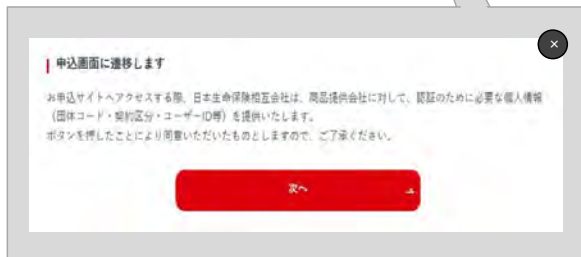 申込画面に遷移します
お申込サイトへアクセスする際、日本生命保険相互会社は、商品提供会社に対して、認証のために必要な個人情報
（団体コード・契約区分・ユーザーID等）を提供いたします。
ボタンを押したことにより同意いただいたものとしますので、ご了承ください。
次へ